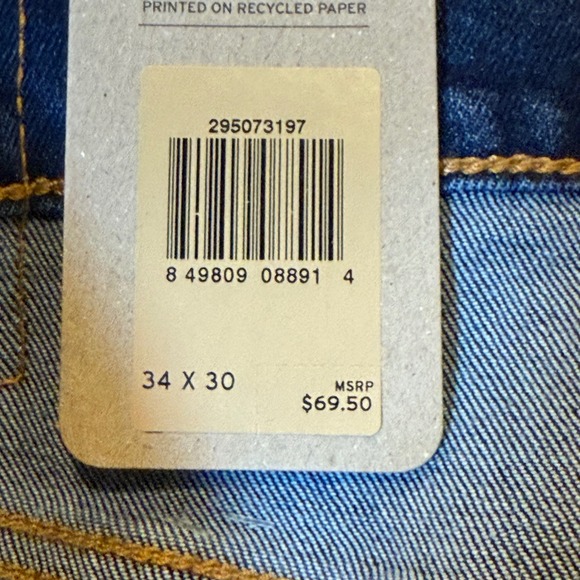 PRINTED ON RECYCLED PAPER
295073197
8 49809 08891 4
34 X 30
MSRP
$69.50